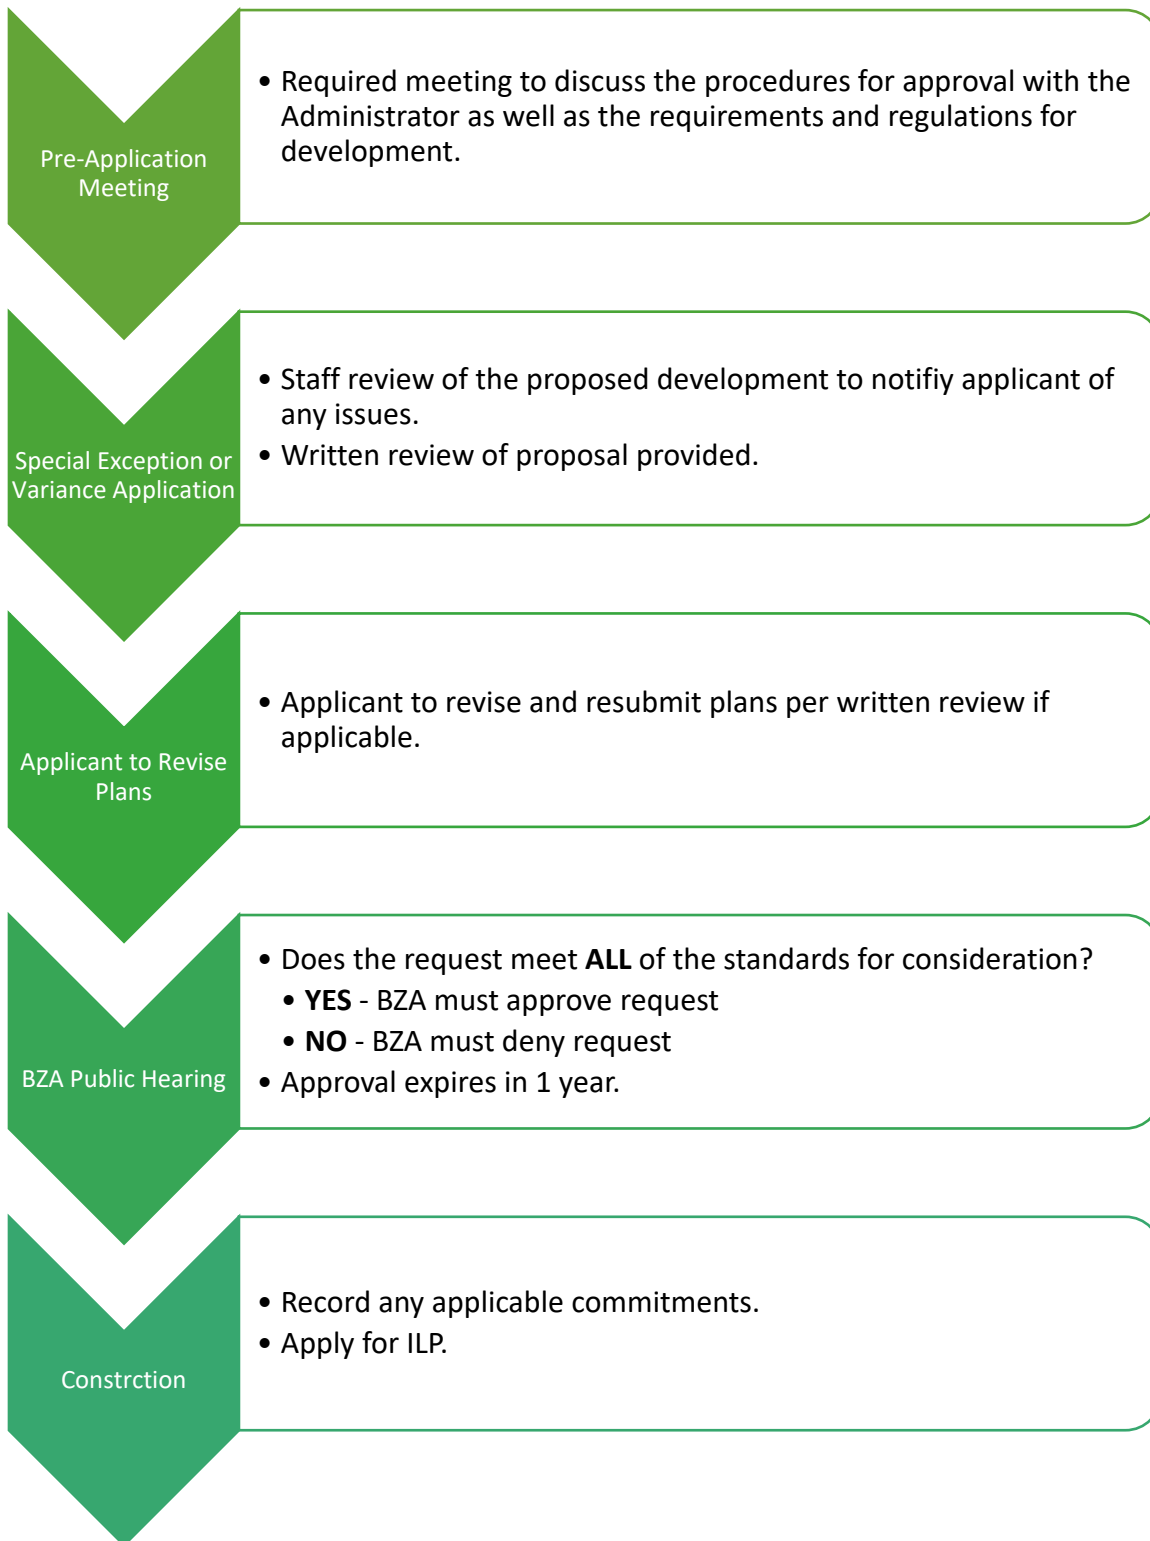 Pre-Application
Meeting
• Required meeting to discuss the procedures for approval with the
Administrator as well as the requirements and regulations for
development.
Special Exception or
Variance Application
• Staff review of the proposed development to notifiy applicant of
any issues.
• Written review of proposal provided.
Applicant to Revise
Plans
• Applicant to revise and resubmit plans per written review if
applicable.
BZA Public Hearing
• Does the request meet ALL of the standards for consideration?
• YES - BZA must approve request
• NO - BZA must deny request
• Approval expires in 1 year.
Constrction
• Record any applicable commitments.
• Apply for ILP.